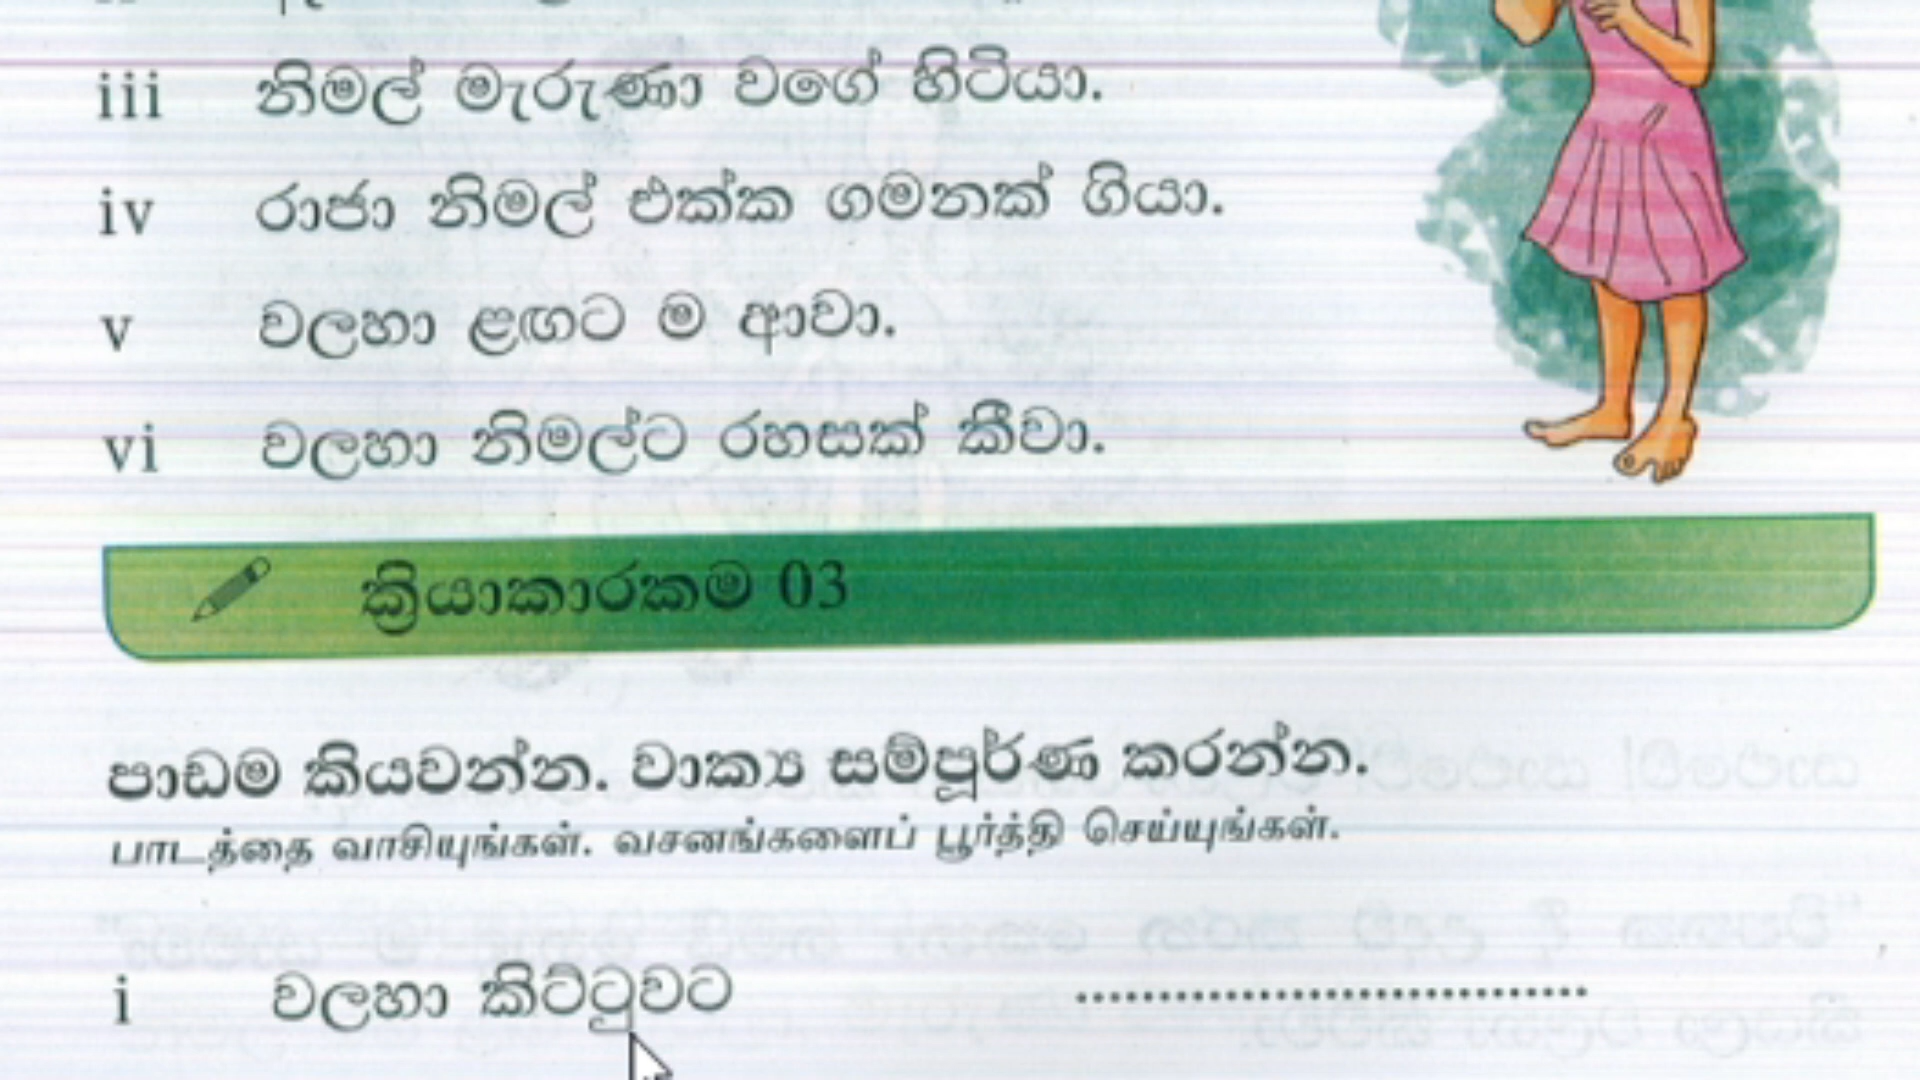 iii නිමල් මැරුණා වගේ හිටියා.
iv රාජා නිමල් එක්ක ගමනක් ගියා.
v වලහා ළඟට ම ආවා.
vi වලහා නිමල්ට රහසක් කීවා.
ක්‍රියාකාරකම 03
පාඩම කියවන්න. වාක්‍ය සම්පූර්ණ කරන්න.
பாடத்தை வாசியுங்கள். வசனங்களைப் பூர்த்தி செய்யுங்கள்.
i වලහා කිට්ටුවට ......................................